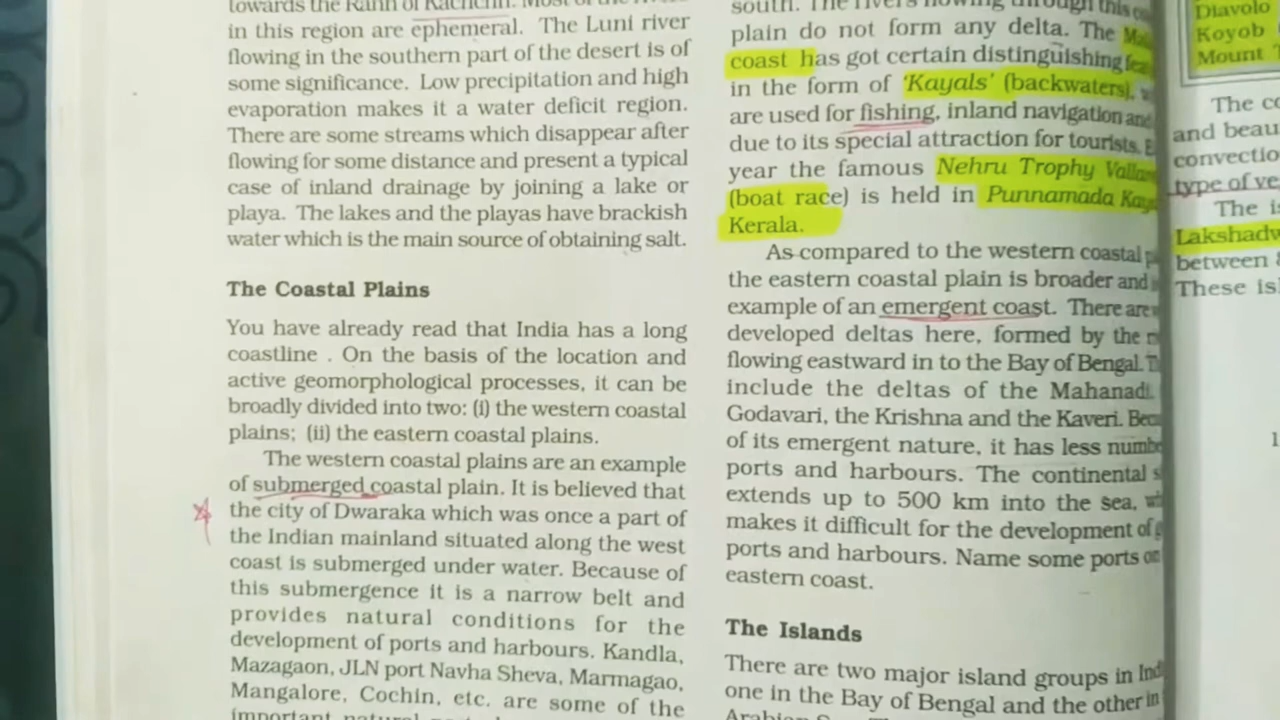 towards the Rann of Kachchh. Most of the
in this region are ephemeral. The Luni river
flowing in the southern part of the desert is of
some significance. Low precipitation and high
evaporation makes it a water deficit region.
There are some streams which disappear after
flowing for some distance and present a typical
case of inland drainage by joining a lake or
playa. The lakes and the playas have brackish
water which is the main source of obtaining salt.
The Coastal Plains
You have already read that India has a long
coastline . On the basis of the location and
active geomorphological processes, it can be
broadly divided into two: (i) the western coastal
plains; (ii) the eastern coastal plains.
The western coastal plains are an example
of submerged coastal plain. It is believed that
the city of Dwaraka which was once a part of
the Indian mainland situated along the west
coast is submerged under water. Because of
this submergence it is a narrow belt and
provides natural conditions for the
development of ports and harbours. Kandla,
Mazagaon, JLN port Navha Sheva, Marmagao,
Mangalore, Cochin, etc. are some of the
important natural
south. The rivers flowing through this
plain do not form any delta. The
coast has got certain distinguishing
in the form of 'Kayals' (backwaters),
are used for fishing, inland navigation and
due to its special attraction for tourists.
year the famous Nehru Trophy
(boat race) is held in Punnamada
Kerala.
As compared to the western coastal
the eastern coastal plain is broader and
example of an emergent coast. There are
developed deltas here, formed by the
flowing eastward in to the Bay of Bengal.
include the deltas of the Mahanadi,
Godavari, the Krishna and the Kaveri.
of its emergent nature, it has less
ports and harbours. The continental
extends up to 500 km into the sea,
makes it difficult for the development of
ports and harbours. Name some ports on
eastern coast.
The Islands
There are two major island groups in
one in the Bay of Bengal and the other in
Arabian
Diavolo
Koyob
Mount
The
and
type of
The
between
These